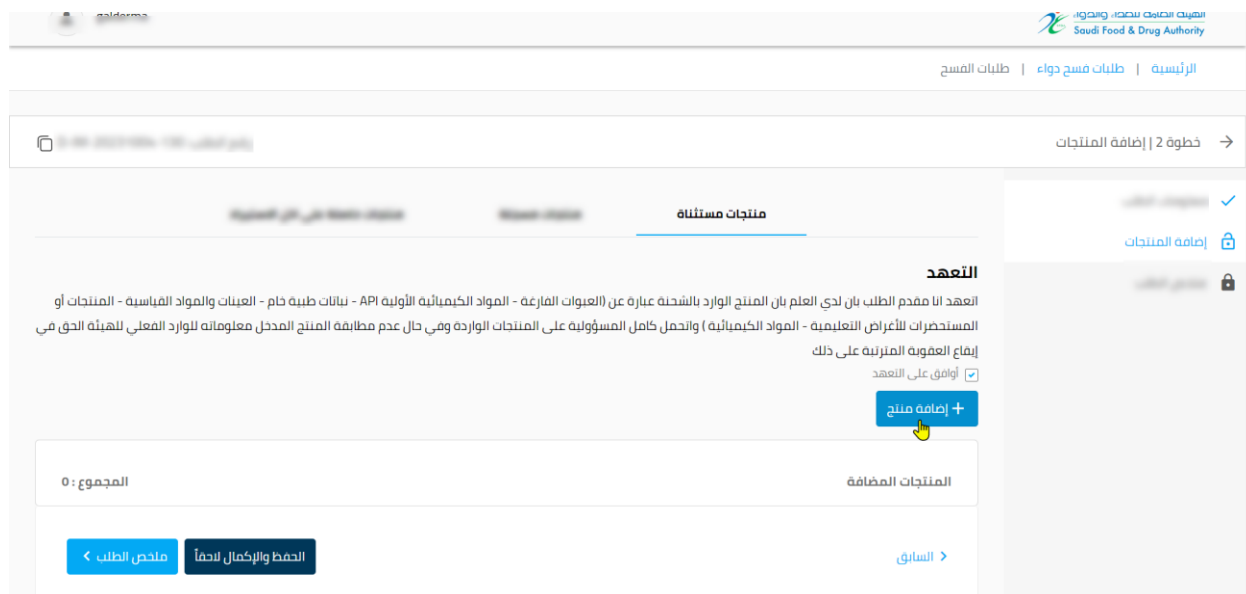 galderma
Saudi Food & Drug Authority
الرئيسية | طلبات فسح دواء | طلبات الفسح
خطوة 2 | إضافة المنتجات
منتجات مستثناة
إضافة المنتجات
التعهد
اتعهد انا مقدم الطلب بان لدي العلم بان المنتج الوارد بالشحنة عبارة عن (العبوات الفارغة - المواد الكيميائية الأولية API - نباتات طبية خام - العينات والمواد القياسية - المنتجات أو
المستحضرات للأغراض التعليمية - المواد الكيميائية ) واتحمل كامل المسؤولية على المنتجات الواردة وفي حال عدم مطابقة المنتج المدخل معلوماته للوارد الفعلي للهيئة الحق في
إيقاع العقوبة المترتبة على ذلك
أوافق على التعهد
+ إضافة منتج
المنتجات المضافة
المجموع : 0
السابق
الحفظ والإكمال لاحقاً
ملخص الطلب